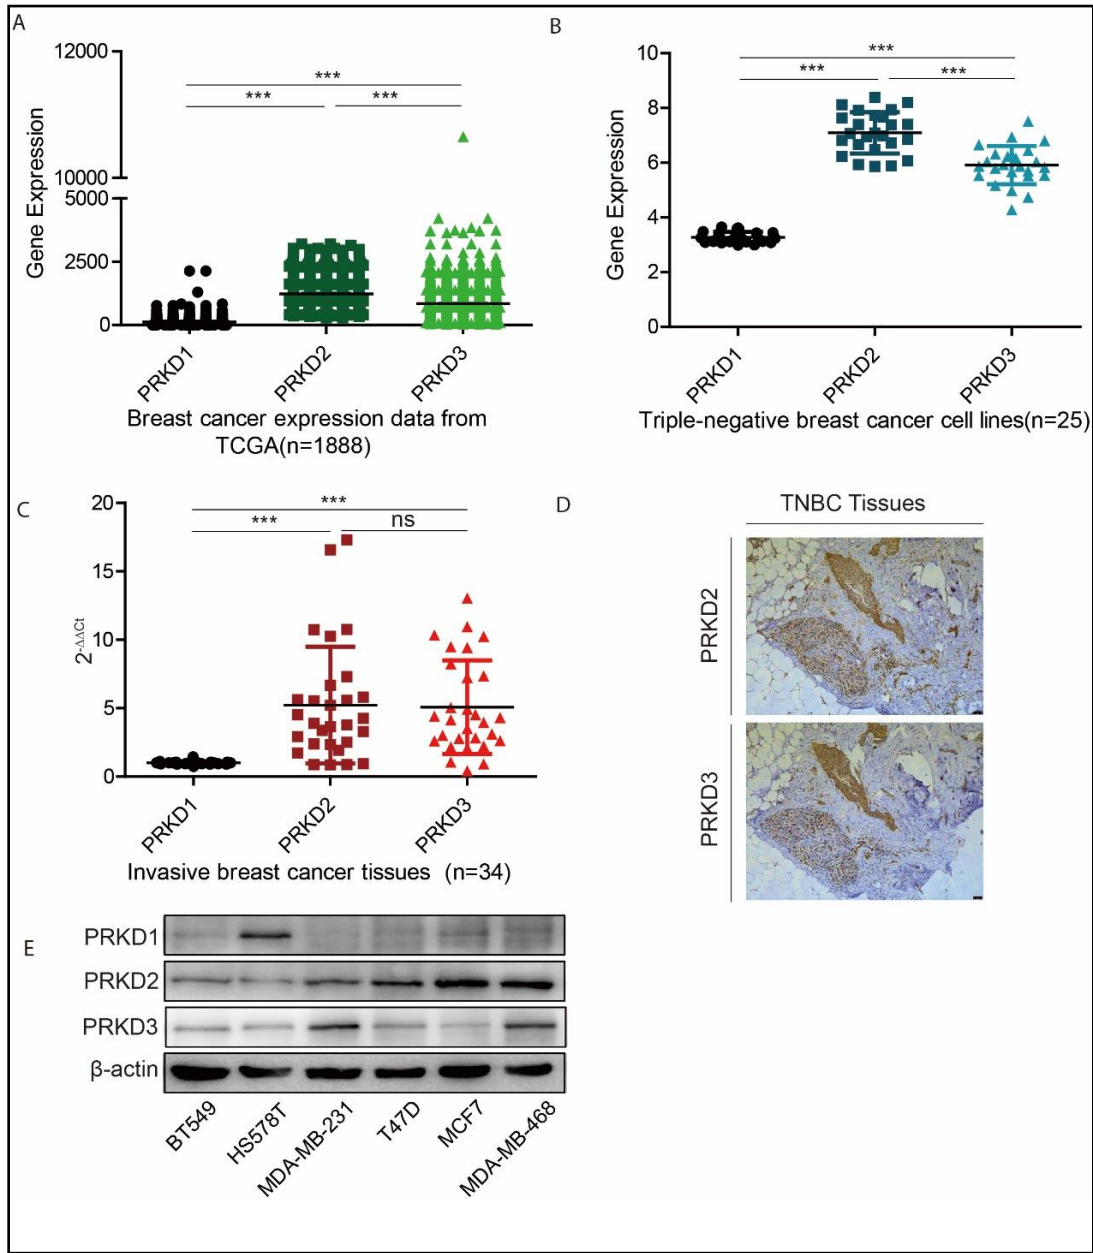 A
12000
10000
5000
2500
0
Gene Expression
***
*** ***
PRKD1 PRKD2 PRKD3
Breast cancer expression data from
TCGA(n=1888)
B
10
8
6
4
2
0
Gene Expression
***
*** ***
PRKD1 PRKD2 PRKD3
Triple-negative breast cancer cell lines(n=25)
C
20
15
10
5
0
2-ΔΔCt
***
*** ns
PRKD1 PRKD2 PRKD3
Invasive breast cancer tissues (n=34)
D
TNBC Tissues
PRKD2
PRKD3
E
PRKD1
PRKD2
PRKD3
β-actin
BT549 HS578T MDA-MB-231 T47D MCF7 MDA-MB-468